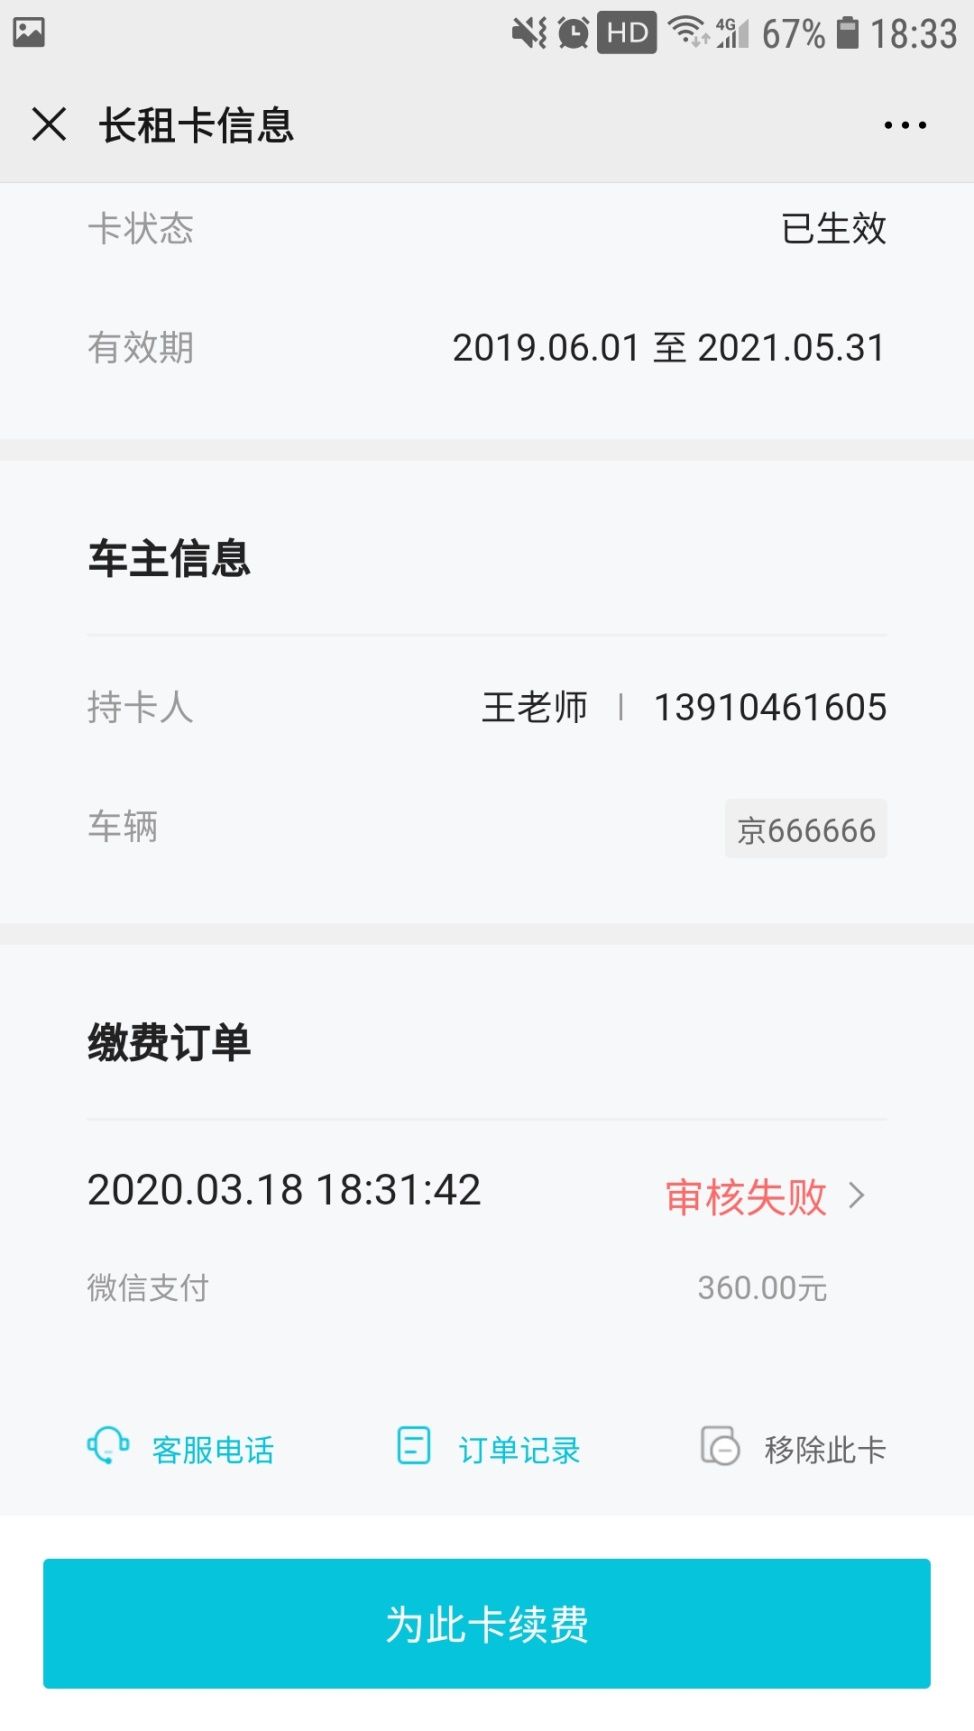 HD 4G 67% 18:33
长租卡信息
卡状态 已生效
有效期 2019.06.01 至 2021.05.31
车主信息
持卡人 王老师 | 13910461605
车辆 京666666
缴费订单
2020.03.18 18:31:42 审核失败
微信支付 360.00元
客服电话 订单记录 移除此卡
为此卡续费